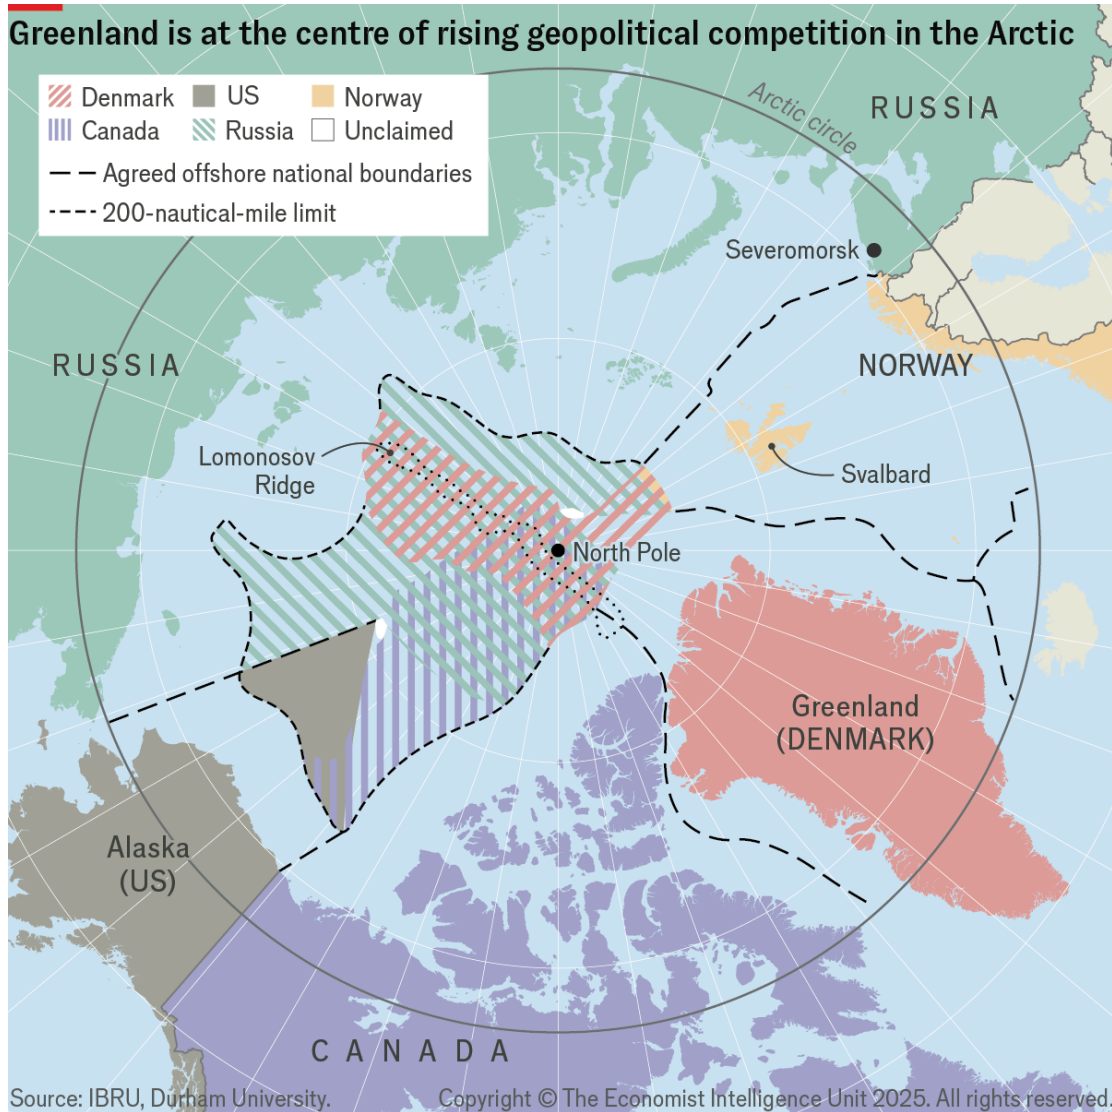 Greenland is at the centre of rising geopolitical competition in the Arctic
Denmark
US
Norway
Canada
Russia
Unclaimed
Agreed offshore national boundaries
200-nautical-mile limit
Arctic circle
RUSSIA
Severomorsk
RUSSIA
NORWAY
Lomonosov
Ridge
Svalbard
North Pole
Greenland
(DENMARK)
Alaska
(US)
CANADA
Source: IBRU, Durham University.
Copyright © The Economist Intelligence Unit 2025. All rights reserved.